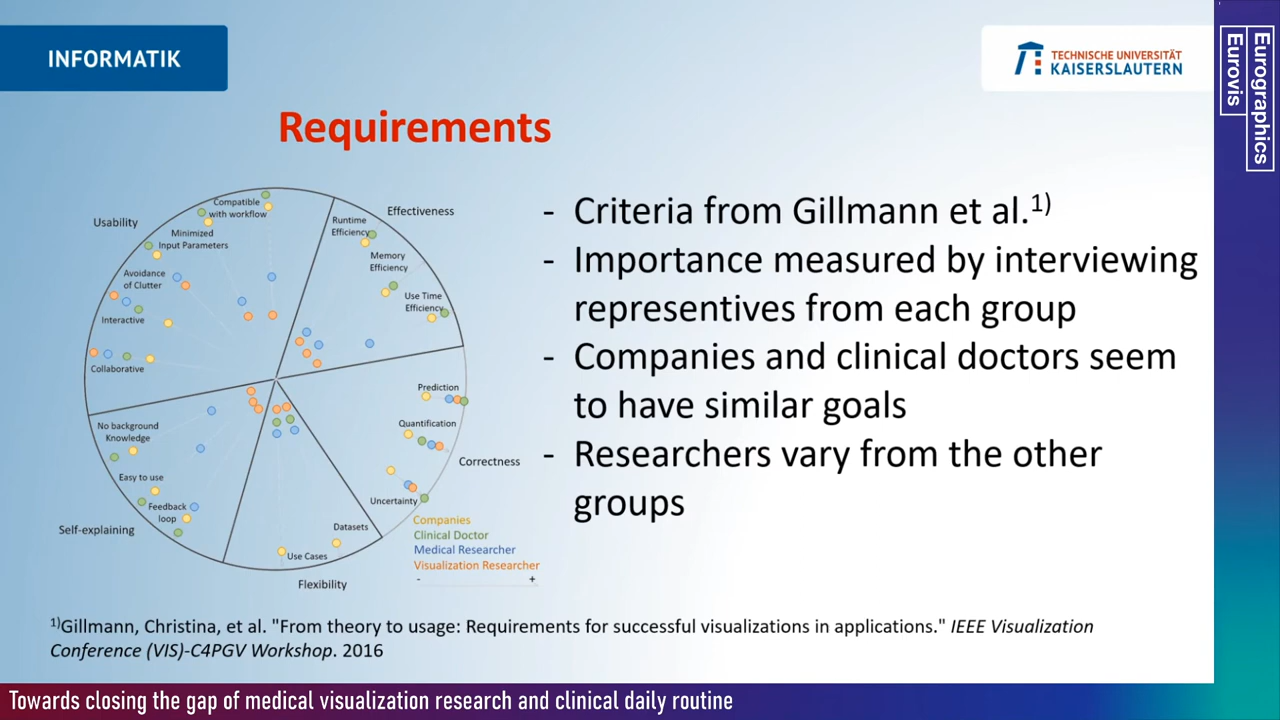 INFORMATIK
TECHNISCHE UNIVERSITÄT
KAISERSLAUTERN
Eurographics
Eurovis
Requirements
Usability
Compatible
with workflow
Minimized
Input Parameters
Avoidance
of Clutter
Interactive
Collaborative
Effectiveness
Runtime
Efficiency
Memory
Efficiency
Use Time
Efficiency
Prediction
Quantification
Correctness
Uncertainty
No background
Knowledge
Easy to use
Feedback
loop
Self-explaining
Datasets
Use Cases
Flexibility
Companies
Clinical Doctor
Medical Researcher
Visualization Researcher
- +
- Criteria from Gillmann et al.1)
- Importance measured by interviewing
representives from each group
- Companies and clinical doctors seem
to have similar goals
- Researchers vary from the other
groups
1)Gillmann, Christina, et al. "From theory to usage: Requirements for successful visualizations in applications." IEEE Visualization
Conference (VIS)-C4PGV Workshop. 2016
Towards closing the gap of medical visualization research and clinical daily routine